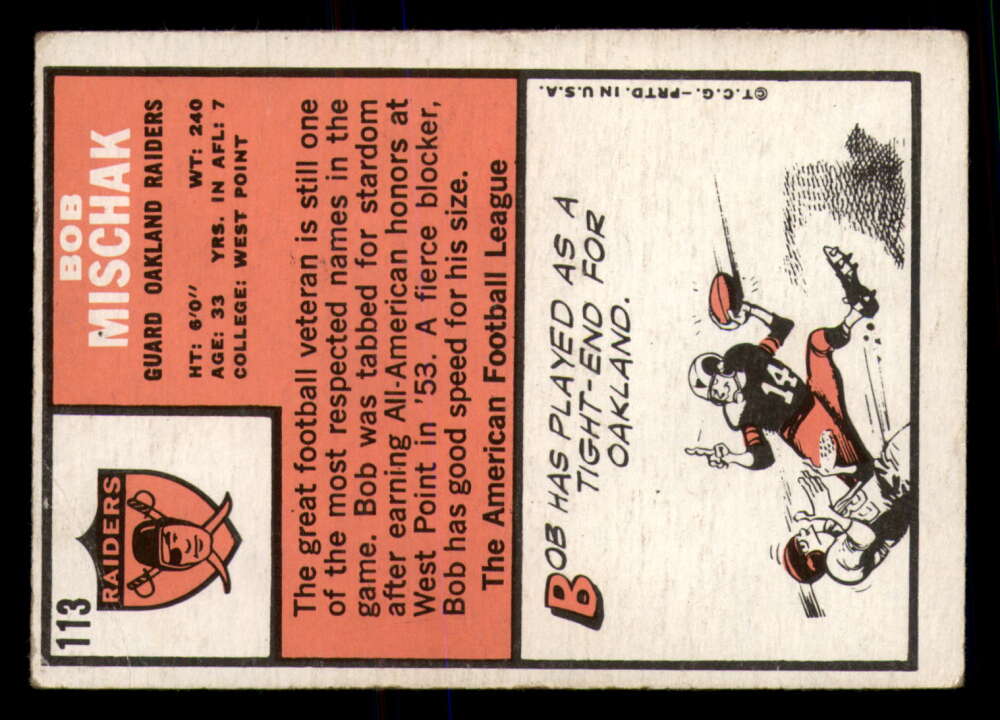 113
RAIDERS
BOB
MISCHAK
GUARD OAKLAND RAIDERS
HT: 6'0" WT: 240
AGE: 33 YRS. IN AFL: 7
COLLEGE: WEST POINT
The great football veteran is still one
of the most respected names in the
game. Bob was tabbed for stardom
after earning All-American honors at
West Point in '53. A fierce blocker,
Bob has good speed for his size.
The American Football League
BOB HAS PLAYED AS A
TIGHT-END FOR
OAKLAND.
14
©T.C.G.—PRTD. IN U.S.A.